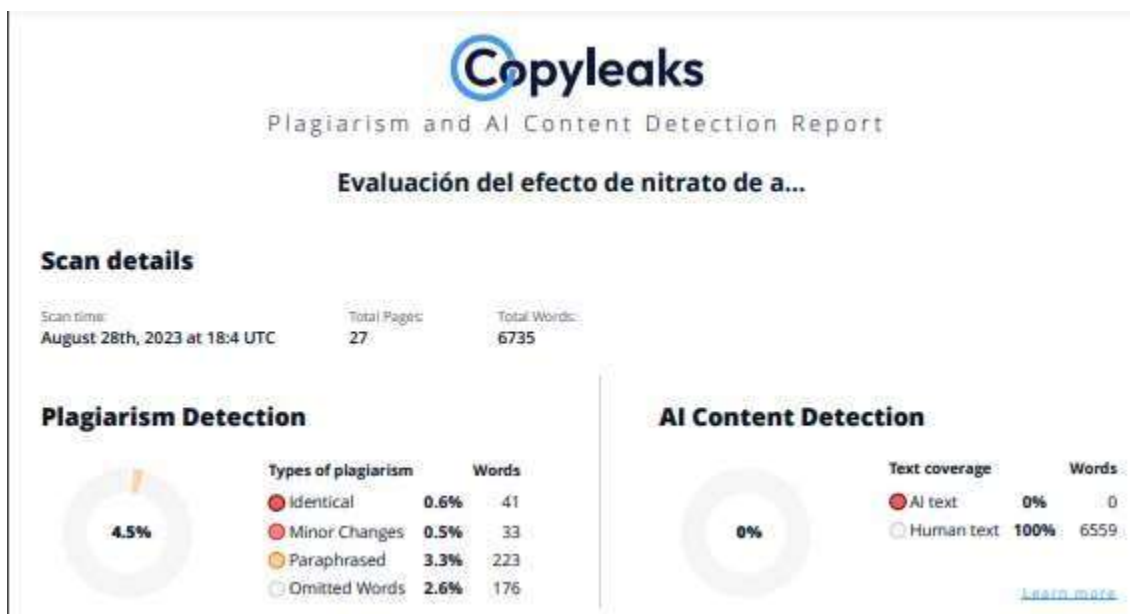 Copyleaks
Plagiarism and AI Content Detection Report
Evaluación del efecto de nitrato de a...
Scan details
Scan time: Total Pages: Total Words:
August 28th, 2023 at 18:4 UTC 27 6735
Plagiarism Detection
4.5%
Types of plagiarism Words
Identical 0.6% 41
Minor Changes 0.5% 33
Paraphrased 3.3% 223
Omitted Words 2.6% 176
AI Content Detection
0%
Text coverage Words
AI text 0% 0
Human text 100% 6559
Learn more